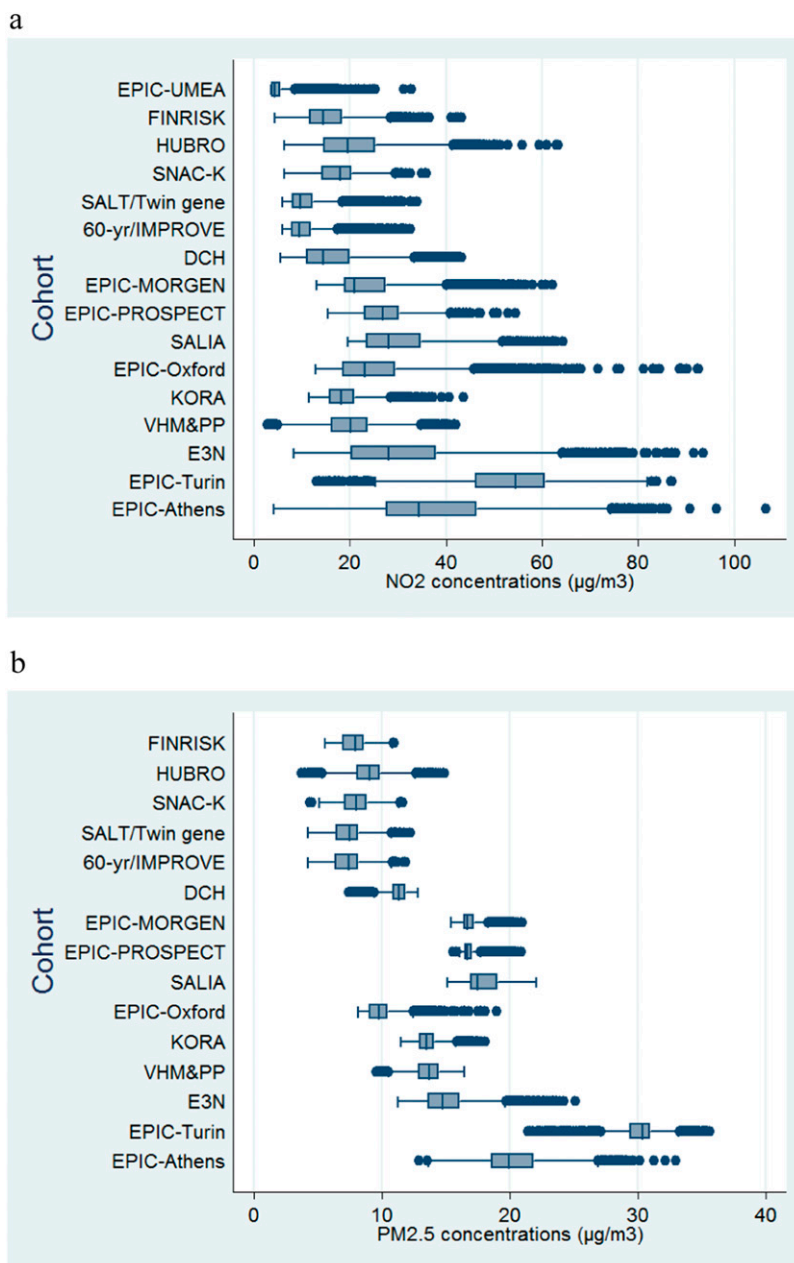 a
EPIC-UMEA
FINRISK
HUBRO
SNAC-K
SALT/Twin gene
60-yr/IMPROVE
DCH
EPIC-MORGEN
EPIC-PROSPECT
SALIA
EPIC-Oxford
KORA
VHM&PP
E3N
EPIC-Turin
EPIC-Athens
Cohort
0 20 40 60 80 100
NO2 concentrations (µg/m3)
b
FINRISK
HUBRO
SNAC-K
SALT/Twin gene
60-yr/IMPROVE
DCH
EPIC-MORGEN
EPIC-PROSPECT
SALIA
EPIC-Oxford
KORA
VHM&PP
E3N
EPIC-Turin
EPIC-Athens
Cohort
0 10 20 30 40
PM2.5 concentrations (µg/m3)